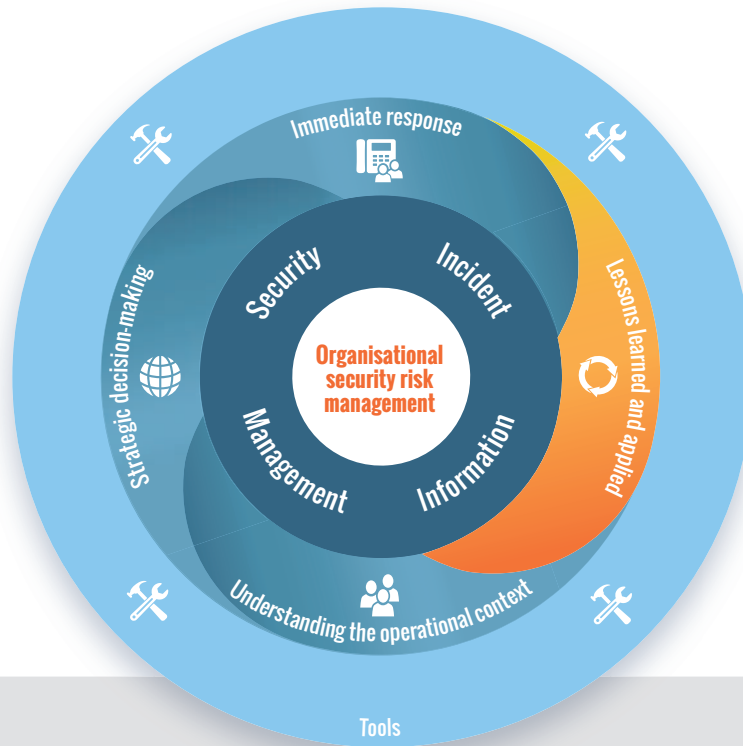 Immediate response
Security
Incident
Strategic decision-making
Organisational
security risk
management
Lessons learned and applied
Management
Information
Understanding the operational context
Tools